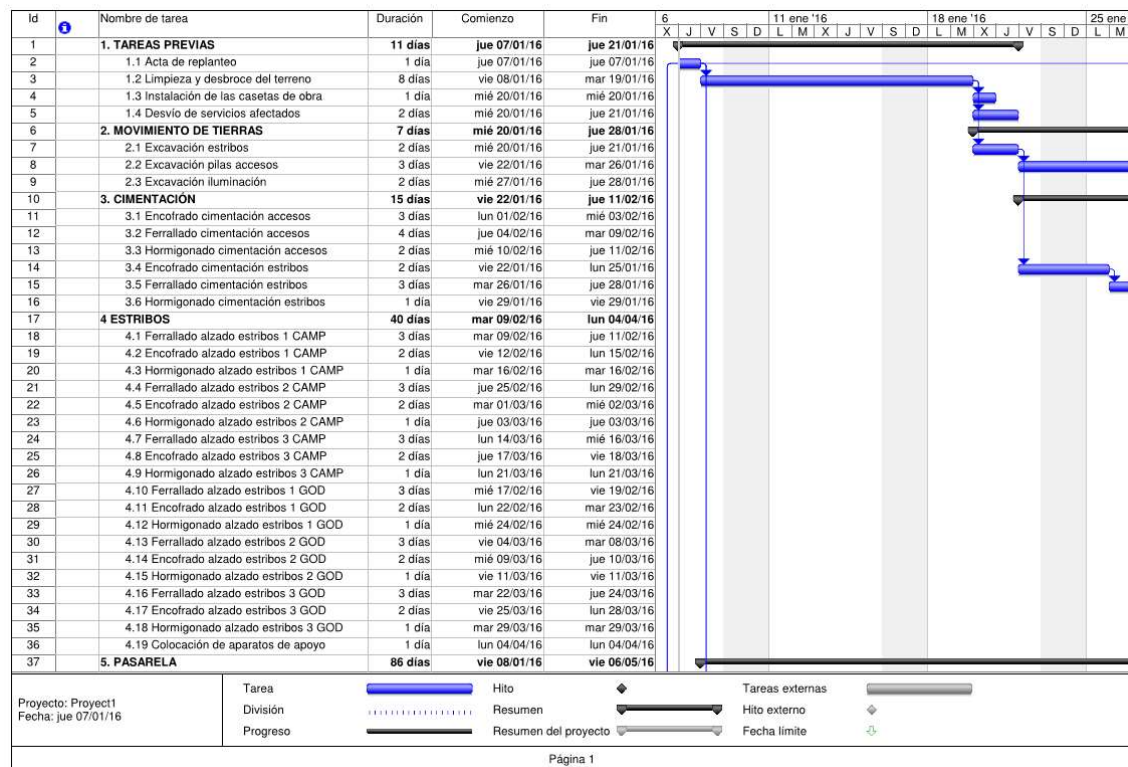 Id Nombre de tarea Duración Comienzo Fin 6 11 ene '16 18 ene '16 25 ene
X J V S D L M X J V S D L M X J V S D L M
1 1. TAREAS PREVIAS 11 días jue 07/01/16 jue 21/01/16
2 1.1 Acta de replanteo 1 día jue 07/01/16 jue 07/01/16
3 1.2 Limpieza y desbroce del terreno 8 días vie 08/01/16 mar 19/01/16
4 1.3 Instalación de las casetas de obra 1 día mié 20/01/16 mié 20/01/16
5 1.4 Desvío de servicios afectados 2 días mié 20/01/16 jue 21/01/16
6 2. MOVIMIENTO DE TIERRAS 7 días mié 20/01/16 jue 28/01/16
7 2.1 Excavación estribos 2 días mié 20/01/16 jue 21/01/16
8 2.2 Excavación pilas accesos 3 días vie 22/01/16 mar 26/01/16
9 2.3 Excavación iluminación 2 días mié 27/01/16 jue 28/01/16
10 3. CIMENTACIÓN 15 días vie 22/01/16 jue 11/02/16
11 3.1 Encofrado cimentación accesos 3 días lun 01/02/16 mié 03/02/16
12 3.2 Ferrallado cimentación accesos 4 días jue 04/02/16 mar 09/02/16
13 3.3 Hormigonado cimentación accesos 2 días mié 10/02/16 jue 11/02/16
14 3.4 Encofrado cimentación estribos 2 días vie 22/01/16 lun 25/01/16
15 3.5 Ferrallado cimentación estribos 3 días mar 26/01/16 jue 28/01/16
16 3.6 Hormigonado cimentación estribos 1 día vie 29/01/16 vie 29/01/16
17 4 ESTRIBOS 40 días mar 09/02/16 lun 04/04/16
18 4.1 Ferrallado alzado estribos 1 CAMP 3 días mar 09/02/16 jue 11/02/16
19 4.2 Encofrado alzado estribos 1 CAMP 2 días vie 12/02/16 lun 15/02/16
20 4.3 Hormigonado alzado estribos 1 CAMP 1 día mar 16/02/16 mar 16/02/16
21 4.4 Ferrallado alzado estribos 2 CAMP 3 días jue 25/02/16 lun 29/02/16
22 4.5 Encofrado alzado estribos 2 CAMP 2 días mar 01/03/16 mié 02/03/16
23 4.6 Hormigonado alzado estribos 2 CAMP 1 día jue 03/03/16 jue 03/03/16
24 4.7 Ferrallado alzado estribos 3 CAMP 3 días lun 14/03/16 mié 16/03/16
25 4.8 Encofrado alzado estribos 3 CAMP 2 días jue 17/03/16 vie 18/03/16
26 4.9 Hormigonado alzado estribos 3 CAMP 1 día lun 21/03/16 lun 21/03/16
27 4.10 Ferrallado alzado estribos 1 GOD 3 días mié 17/02/16 vie 19/02/16
28 4.11 Encofrado alzado estribos 1 GOD 2 días lun 22/02/16 mar 23/02/16
29 4.12 Hormigonado alzado estribos 1 GOD 1 día mié 24/02/16 mié 24/02/16
30 4.13 Ferrallado alzado estribos 2 GOD 3 días vie 04/03/16 mar 08/03/16
31 4.14 Encofrado alzado estribos 2 GOD 2 días mié 09/03/16 jue 10/03/16
32 4.15 Hormigonado alzado estribos 2 GOD 1 día vie 11/03/16 vie 11/03/16
33 4.16 Ferrallado alzado estribos 3 GOD 3 días mar 22/03/16 jue 24/03/16
34 4.17 Encofrado alzado estribos 3 GOD 2 días vie 25/03/16 lun 28/03/16
35 4.18 Hormigonado alzado estribos 3 GOD 1 día mar 29/03/16 mar 29/03/16
36 4.19 Colocación de aparatos de apoyo 1 día lun 04/04/16 lun 04/04/16
37 5. PASARELA 86 días vie 08/01/16 vie 06/05/16
Proyecto: Proyect1
Fecha: jue 07/01/16
Tarea Hito Tareas externas
División Resumen Hito externo
Progreso Resumen del proyecto Fecha límite
Página 1